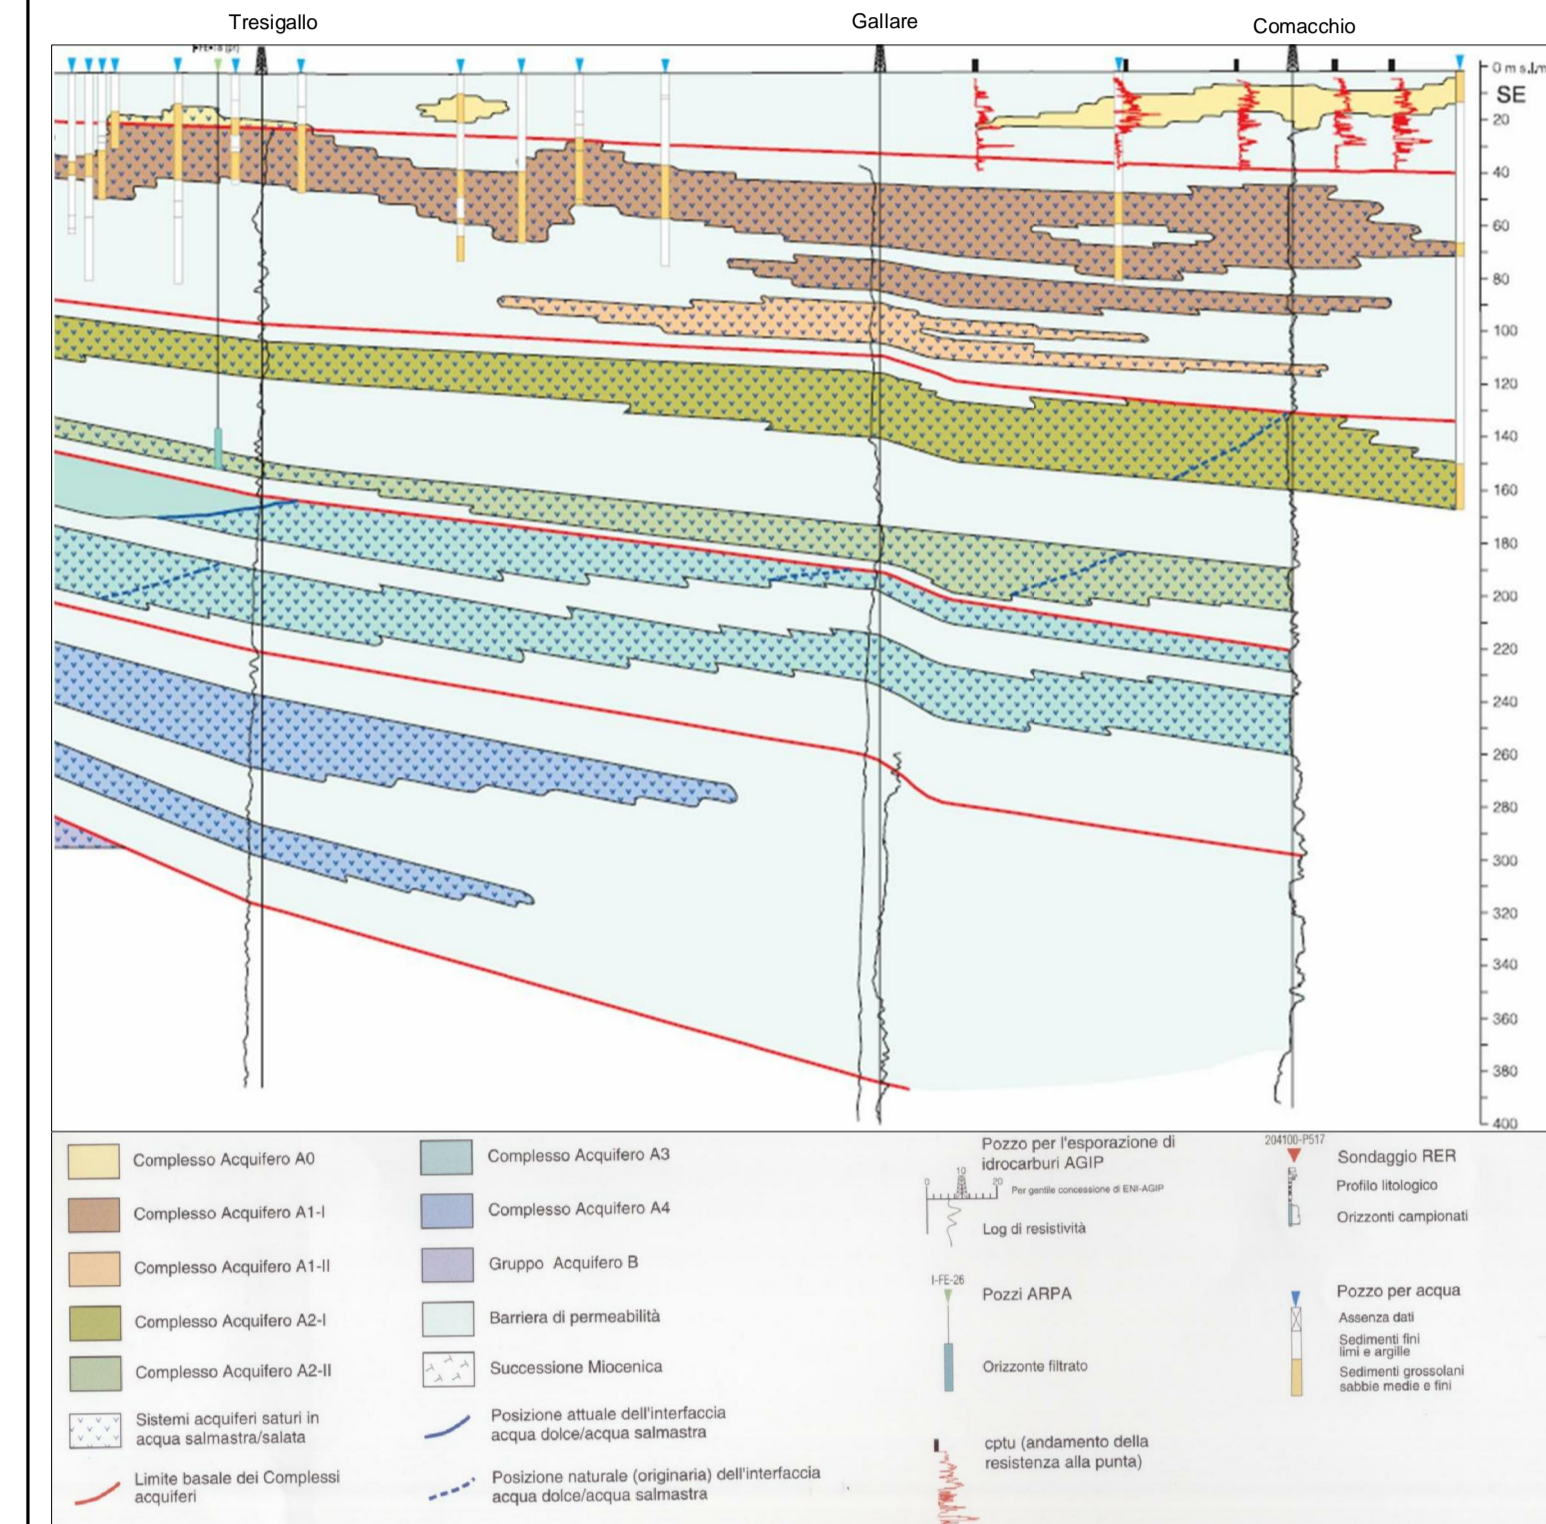 Tresigallo
Gallare
Comacchio
0 m s.l.m
SE
20
40
60
80
100
120
140
160
180
200
220
240
260
280
300
320
340
360
380
400
Complesso Acquifero A0
Complesso Acquifero A1-I
Complesso Acquifero A1-II
Complesso Acquifero A2-I
Complesso Acquifero A2-II
Sistemi acquiferi saturi in
acqua salmastra/salata
Limite basale dei Complessi
acquiferi
Complesso Acquifero A3
Complesso Acquifero A4
Gruppo Acquifero B
Barriera di permeabilità
Successione Miocenica
Posizione attuale dell'interfaccia
acqua dolce/acqua salmastra
Posizione naturale (originaria) dell'interfaccia
acqua dolce/acqua salmastra
Pozzo per l'esporazione di
idrocarburi AGIP
0 10 20
Per gentile concessione di ENI-AGIP
Log di resistività
I-FE-26
Pozzi ARPA
Orizzonte filtrato
cptu (andamento della
resistenza alla punta)
204100-P517
Sondaggio RER
Profilo litologico
Orizzonti campionati
Pozzo per acqua
Assenza dati
Sedimenti fini
limi e argille
Sedimenti grossolani
sabbie medie e fini